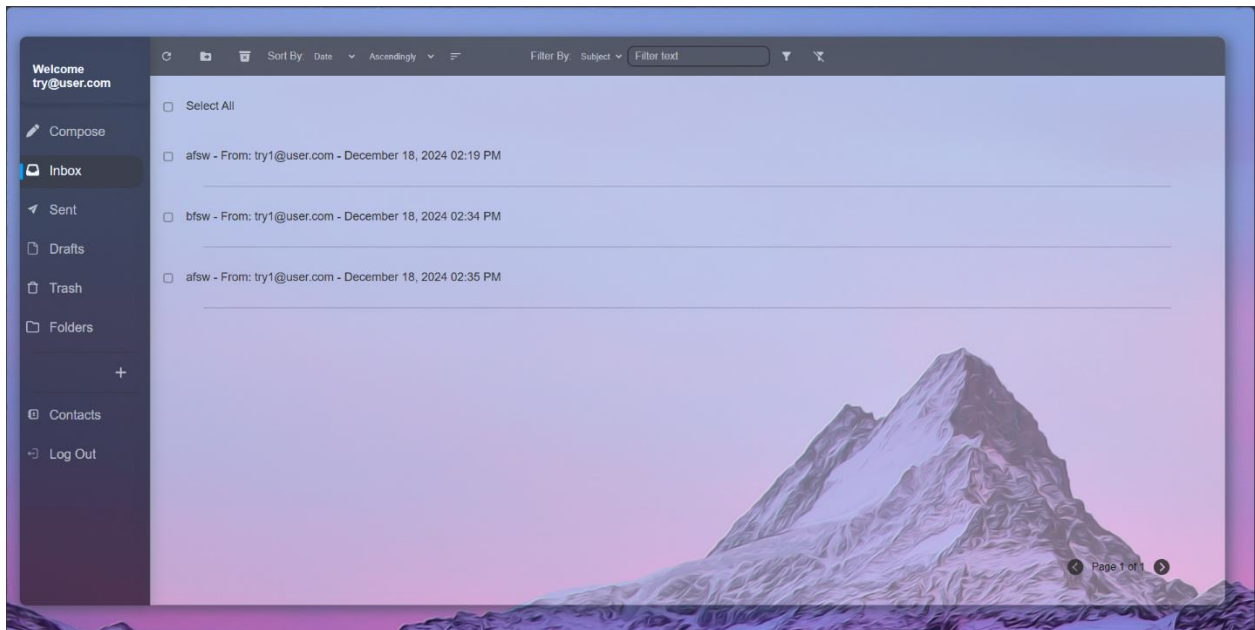 Welcome
try@user.com
Compose
Inbox
Sent
Drafts
Trash
Folders
+
Contacts
Log Out
Sort By: Date Ascendingly Filter By: Subject Filter text
Select All
afsw - From: try1@user.com - December 18, 2024 02:19 PM
bfsw - From: try1@user.com - December 18, 2024 02:34 PM
afsw - From: try1@user.com - December 18, 2024 02:35 PM
Page 1 of 1